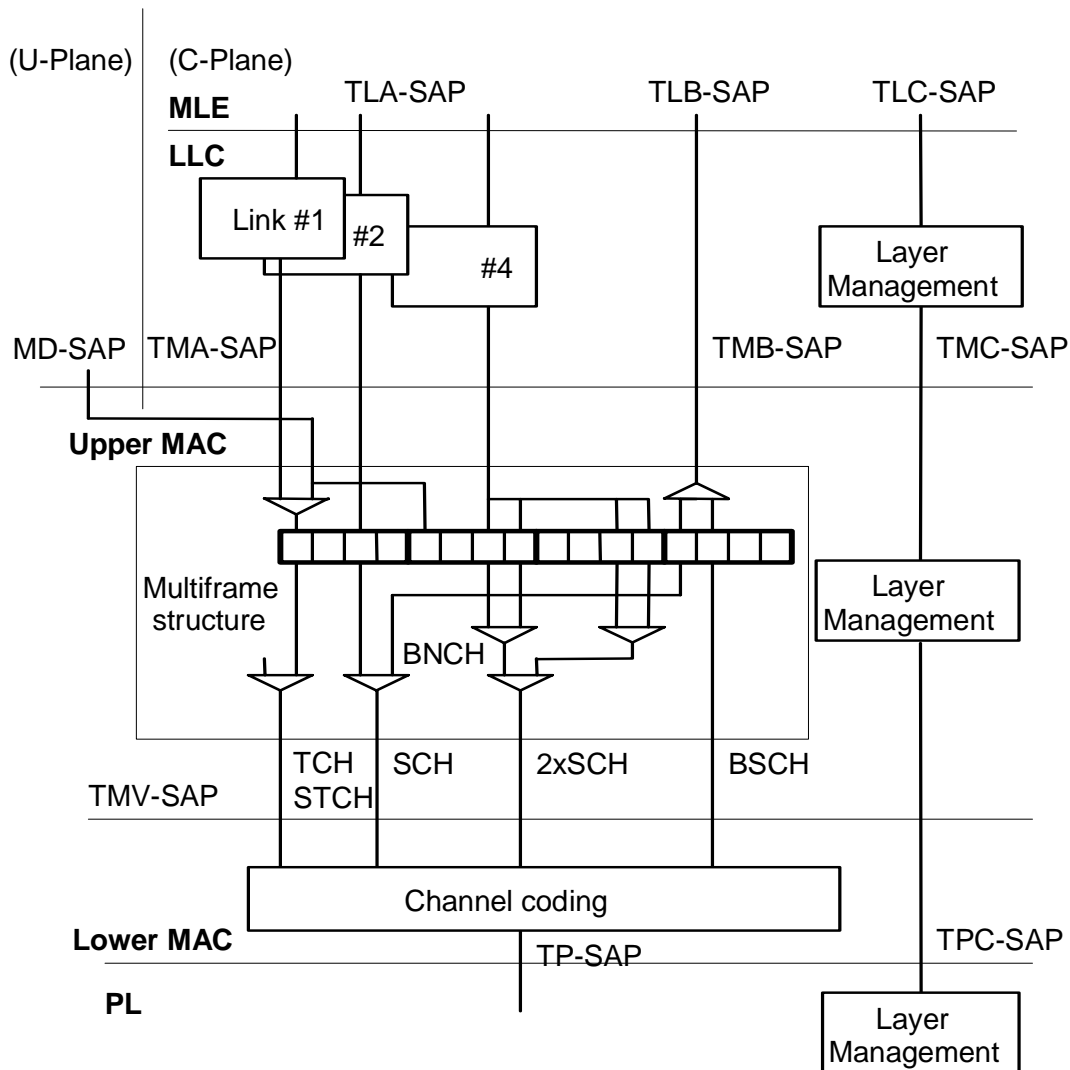 (U-Plane)
(C-Plane)
TLA-SAP
TLB-SAP
TLC-SAP
MLE
LLC
Link #1
#2
#4
Layer
Management
MD-SAP
TMA-SAP
TMB-SAP
TMC-SAP
Upper MAC
Multiframe
structure
Layer
Management
BNCH
TCH
STCH
SCH
2xSCH
BSCH
TMV-SAP
Channel coding
Lower MAC
TP-SAP
TPC-SAP
PL
Layer
Management